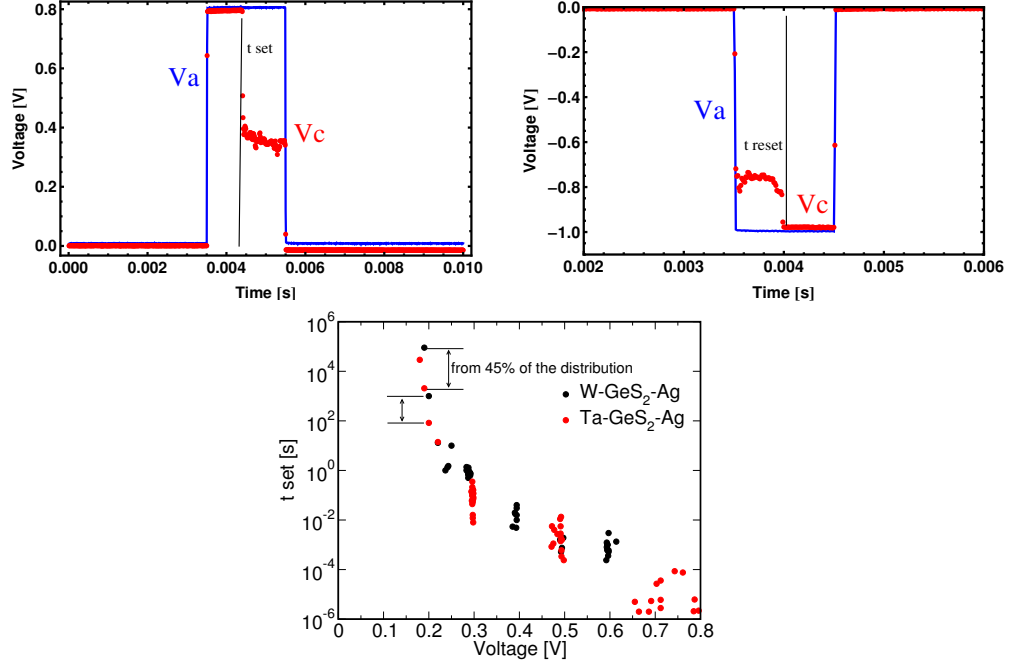 0.8
0.6
0.4
0.2
0.0
Voltage [V]
Va
t set
Vc
0.000
0.002
0.004
0.006
0.008
0.010
Time [s]
0.0
−0.2
−0.4
−0.6
−0.8
−1.0
Voltage [V]
Va
t reset
Vc
0.002
0.003
0.004
0.005
0.006
Time [s]
10^6
10^4
10^2
10^0
10^-2
10^-4
10^-6
t set [s]
from 45% of the distribution
W-GeS₂-Ag
Ta-GeS₂-Ag
0
0.1
0.2
0.3
0.4
0.5
0.6
0.7
0.8
Voltage [V]